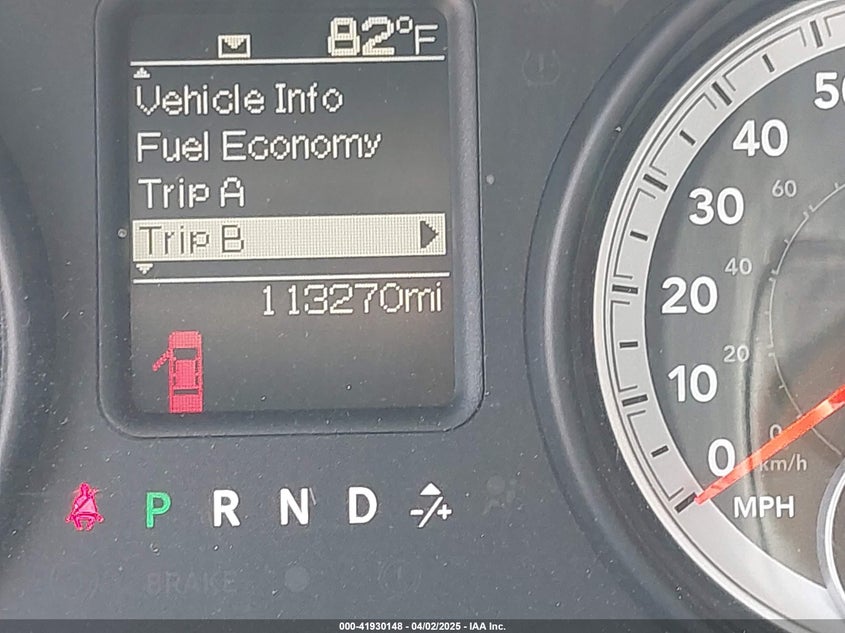 82°F
Vehicle Info
Fuel Economy
Trip A
Trip B
113270mi
P R N D -/+
BRAKE
50
40
30
20
10
0
MPH
60
40
20
0
km/h
000-41930148 - 04/02/2025 - IAA Inc.